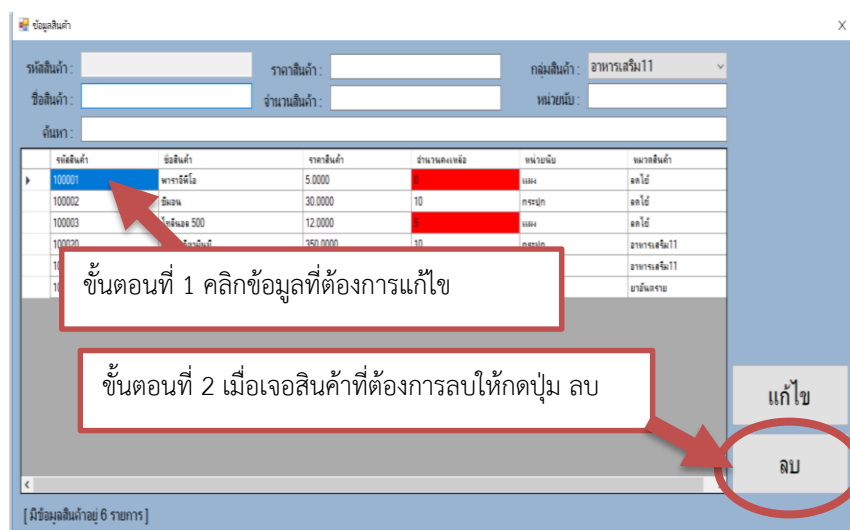 ข้อมูลสินค้า X
รหัสสินค้า : ราคาสินค้า : กลุ่มสินค้า : อาหารเสริม11
ชื่อสินค้า : จำนวนสินค้า : หน่วยนับ :
ค้นหา :
รหัสสินค้า ชื่อสินค้า ราคาสินค้า จำนวนคงเหลือ หน่วยนับ หมวดสินค้า
100001 พาราอีพีโอ 5.0000 0 แผง ลดไข้
100002 ซีมอน 30.0000 10 กระปุก ลดไข้
100003 ไทลินอล 500 12.0000 5 แผง ลดไข้
100020 350.0000 10 กระปุก อาหารเสริม11
อาหารเสริม11
ยาอันตราย
ขั้นตอนที่ 1 คลิกข้อมูลที่ต้องการแก้ไข
ขั้นตอนที่ 2 เมื่อเจอสินค้าที่ต้องการลบให้กดปุ่ม ลบ
แก้ไข
ลบ
[ มีข้อมูลสินค้าอยู่ 6 รายการ ]